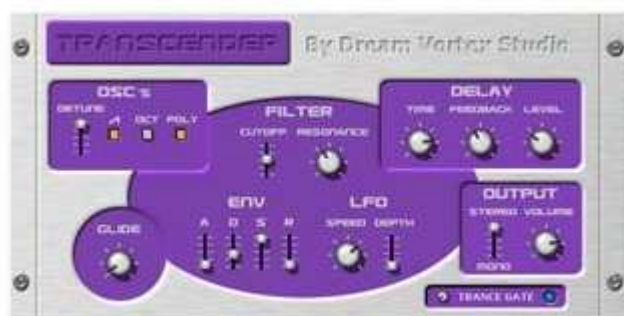 TRANSCENDER
By Dream Vortex Studio
OSC's
DETUNE
OCT POLY
FILTER
CUTOFF RESONANCE
DELAY
TIME FEEDBACK LEVEL
ENV
A D S R
LFO
SPEED DEPTH
GLIDE
OUTPUT
STEREO VOLUME
MONO
TRANCE GATE